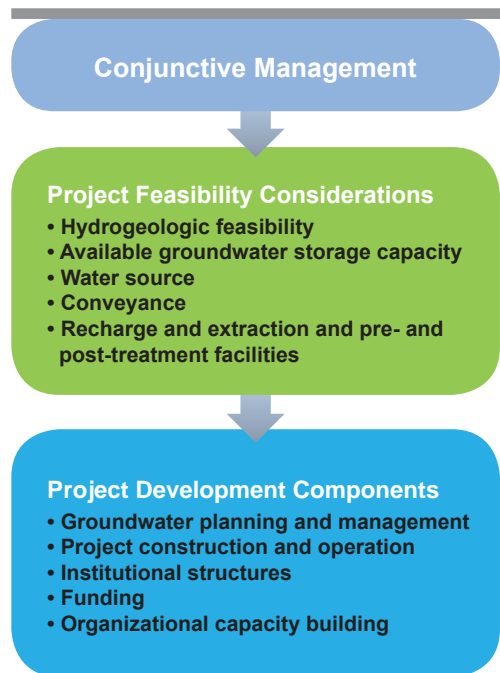 Conjunctive Management
Project Feasibility Considerations
• Hydrogeologic feasibility
• Available groundwater storage capacity
• Water source
• Conveyance
• Recharge and extraction and pre- and
post-treatment facilities
Project Development Components
• Groundwater planning and management
• Project construction and operation
• Institutional structures
• Funding
• Organizational capacity building